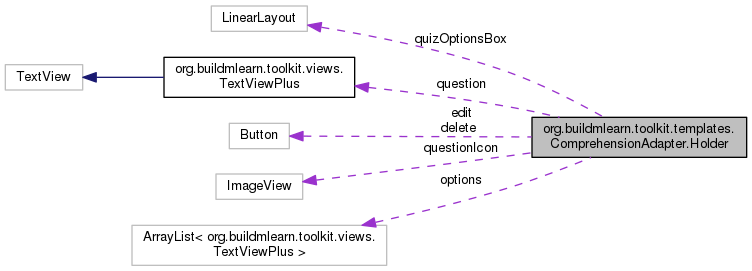 LinearLayout
quizOptionsBox
TextView
org.buildmlearn.toolkit.views.
TextViewPlus
question
edit
delete
Button
org.buildmlearn.toolkit.templates.
ComprehensionAdapter.Holder
questionIcon
ImageView
options
ArrayList< org.buildmlearn.toolkit.views.
TextViewPlus >